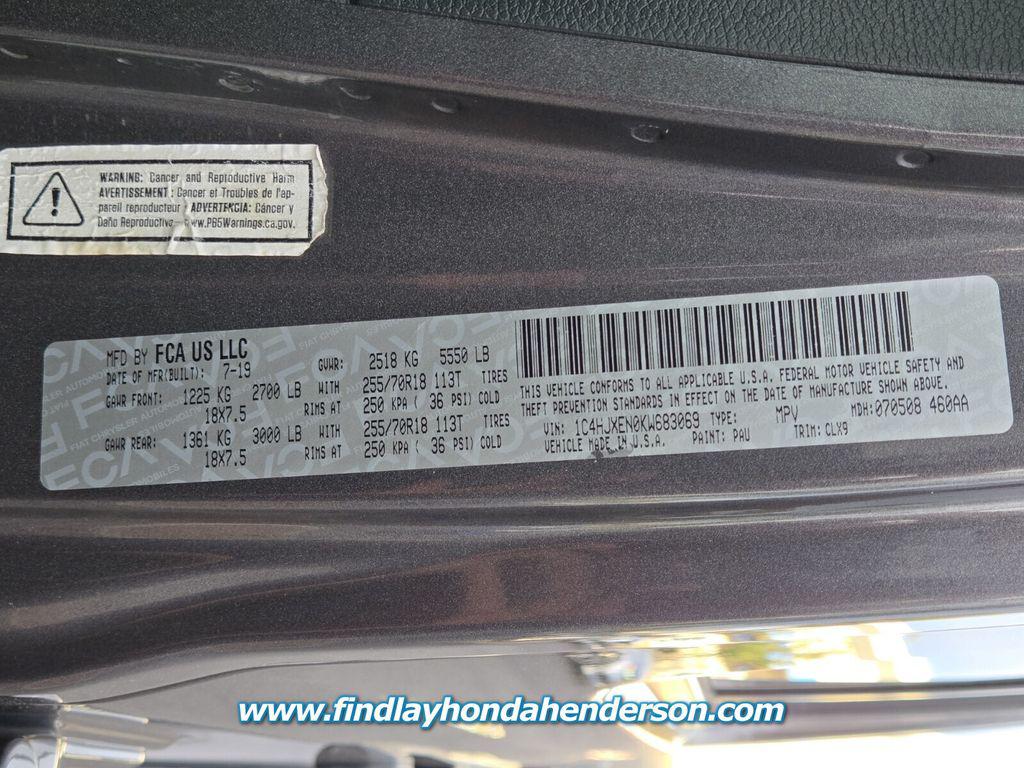 WARNING: Cancer and Reproductive Harm
AVERTISSEMENT : Cancer et Troubles de l'ap-
pareil reproducteur • ADVERTENCIA: Cáncer y
Daño Reproductivo - www.P65Warnings.ca.gov.
MFD BY FCA US LLC
DATE OF MFR(BUILT): 7-19
GVWR: 2518 KG 5550 LB
GAWR FRONT: 1225 KG 2700 LB WITH 255/70R18 113T TIRES
18X7.5 RIMS AT 250 KPA ( 36 PSI) COLD
GAWR REAR: 1361 KG 3000 LB WITH 255/70R18 113T TIRES
18X7.5 RIMS AT 250 KPA ( 36 PSI) COLD
THIS VEHICLE CONFORMS TO ALL APPLICABLE U.S.A. FEDERAL MOTOR VEHICLE SAFETY AND
THEFT PREVENTION STANDARDS IN EFFECT ON THE DATE OF MANUFACTURE SHOWN ABOVE.
VIN: 1C4HJXEN0KW683069 TYPE: MPV MDH:070508 460AA
VEHICLE MADE IN U.S.A. PAINT: PAU TRIM: CLX9
www.findlayhondahenderson.com